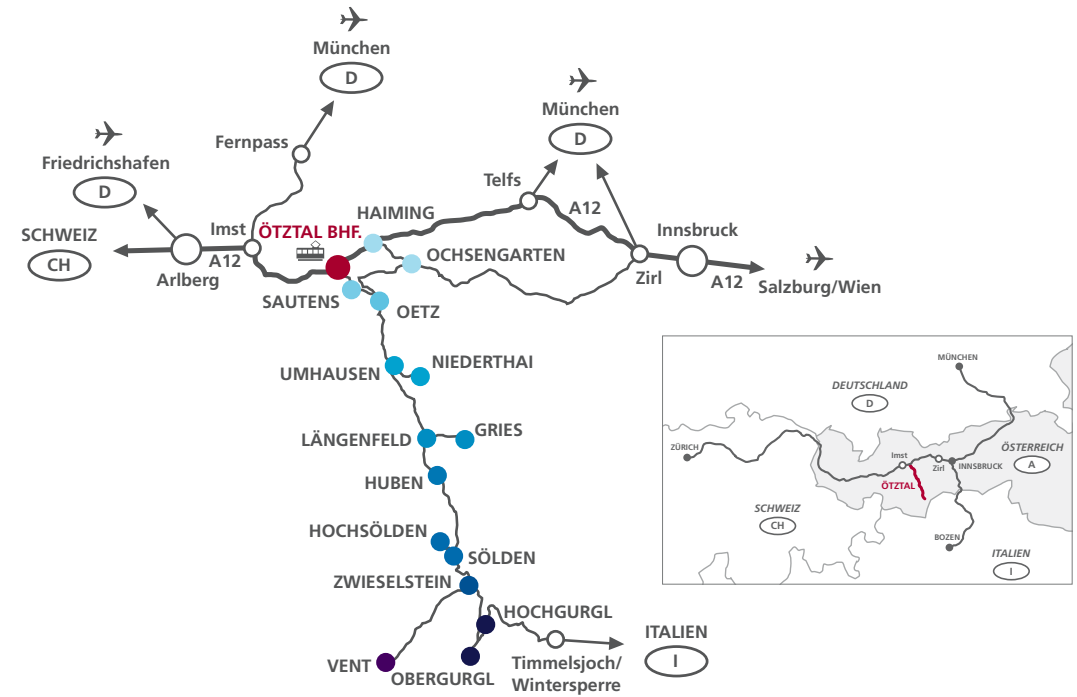 München
D
München
D
Friedrichshafen
D
Fernpass
Telfs
SCHWEIZ
CH
Imst
ÖTZTAL BHF.
HAIMING
A12
Innsbruck
Arlberg
A12
OCHSENGARTEN
Zirl
A12
Salzburg/Wien
SAUTENS
OETZ
UMHAUSEN
NIEDERTHAI
LÄNGENFELD
GRIES
HUBEN
HOCHSÖLDEN
SÖLDEN
ZWIESELSTEIN
HOCHGURGL
VENT
OBERGURGL
Timmelsjoch/
Wintersperre
ITALIEN
I
MÜNCHEN
DEUTSCHLAND
D
ZÜRICH
Imst
Zirl
INNSBRUCK
ÖSTERREICH
A
ÖTZTAL
SCHWEIZ
CH
BOZEN
ITALIEN
I